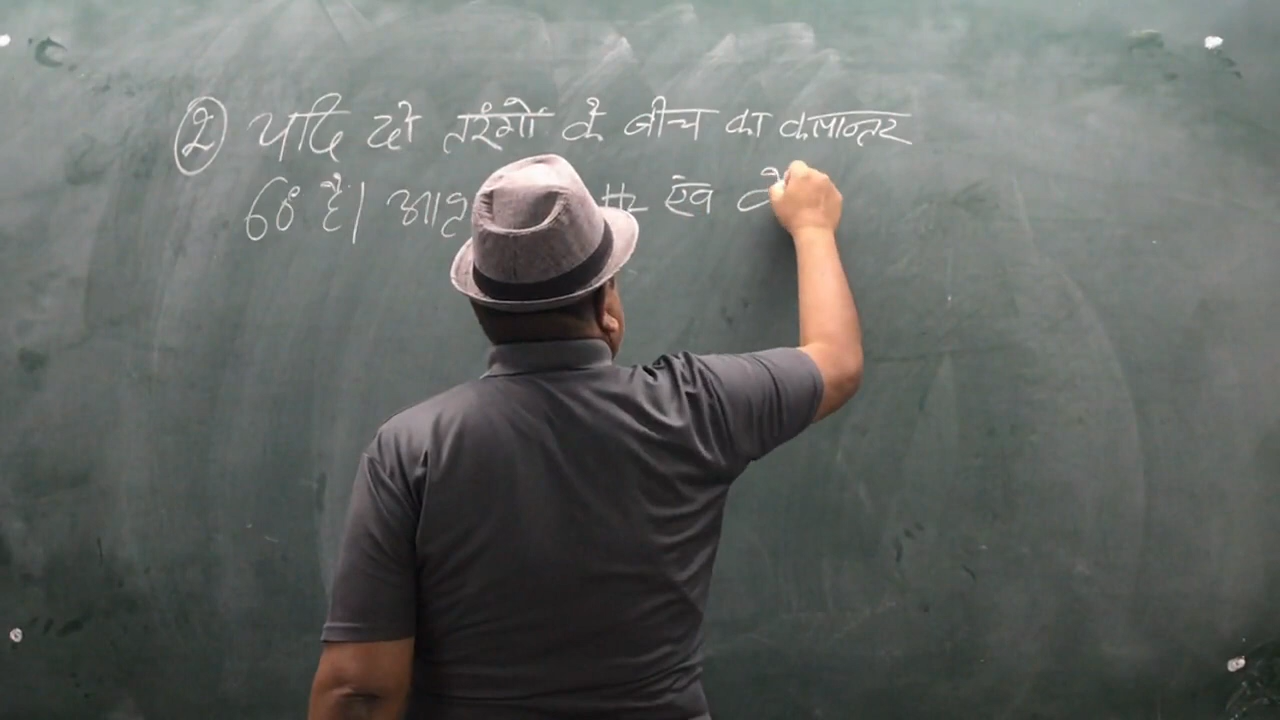 ② यदि दो तरंगों के बीच का कलान्तर
60° है। Hz एंव